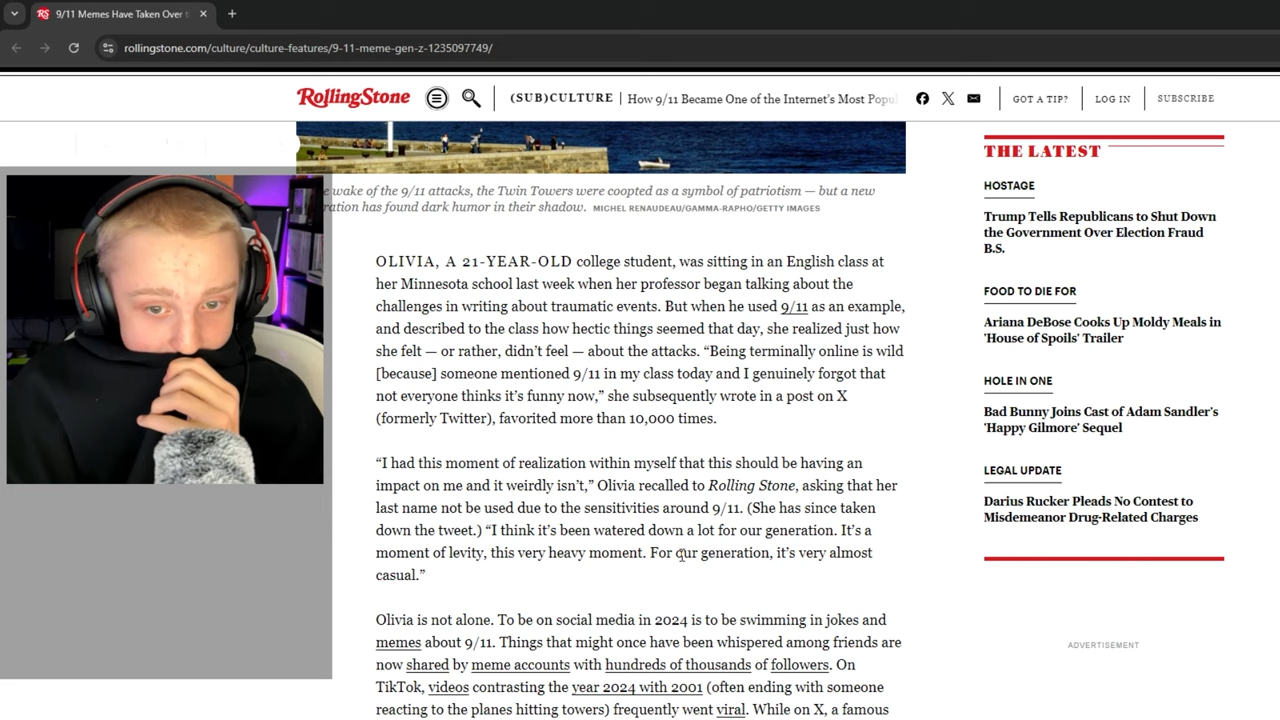 9/11 Memes Have Taken Over t
rollingstone.com/culture/culture-features/9-11-meme-gen-z-1235097749/
RollingStone
(SUB)CULTURE
How 9/11 Became One of the Internet's Most Popul
GOT A TIP?
LOG IN
SUBSCRIBE
e wake of the 9/11 attacks, the Twin Towers were coopted as a symbol of patriotism — but a new
ration has found dark humor in their shadow. MICHEL RENAUDEAU/GAMMA-RAPHO/GETTY IMAGES
OLIVIA, A 21-YEAR-OLD college student, was sitting in an English class at
her Minnesota school last week when her professor began talking about the
challenges in writing about traumatic events. But when he used 9/11 as an example,
and described to the class how hectic things seemed that day, she realized just how
she felt — or rather, didn't feel — about the attacks. “Being terminally online is wild
[because] someone mentioned 9/11 in my class today and I genuinely forgot that
not everyone thinks it's funny now,” she subsequently wrote in a post on X
(formerly Twitter), favorited more than 10,000 times.
“I had this moment of realization within myself that this should be having an
impact on me and it weirdly isn't,” Olivia recalled to Rolling Stone, asking that her
last name not be used due to the sensitivities around 9/11. (She has since taken
down the tweet.) “I think it's been watered down a lot for our generation. It's a
moment of levity, this very heavy moment. For our generation, it's very almost
casual.”
Olivia is not alone. To be on social media in 2024 is to be swimming in jokes and
memes about 9/11. Things that might once have been whispered among friends are
now shared by meme accounts with hundreds of thousands of followers. On
TikTok, videos contrasting the year 2024 with 2001 (often ending with someone
reacting to the planes hitting towers) frequently went viral. While on X, a famous
THE LATEST
HOSTAGE
Trump Tells Republicans to Shut Down
the Government Over Election Fraud
B.S.
FOOD TO DIE FOR
Ariana DeBose Cooks Up Moldy Meals in
'House of Spoils' Trailer
HOLE IN ONE
Bad Bunny Joins Cast of Adam Sandler's
'Happy Gilmore' Sequel
LEGAL UPDATE
Darius Rucker Pleads No Contest to
Misdemeanor Drug-Related Charges
ADVERTISEMENT